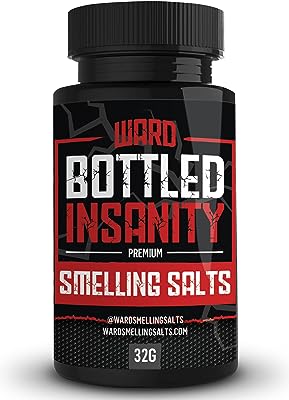 WARD
BOTTLED
INSANITY
PREMIUM
SMELLING SALTS
@WARDSMELLINGSALTS
WARDSMELLINGSALTS.COM
32G